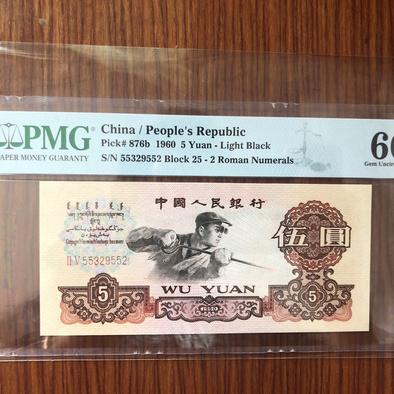 PMG
PAPER MONEY GUARANTY
China / People's Republic
Pick# 876b 1960 5 Yuan - Light Black
S/N 55329552 Block 25 - 2 Roman Numerals
Gem Uncirc
中國人民銀行
II V 55329552
伍圓
5
WU YUAN
5
1960